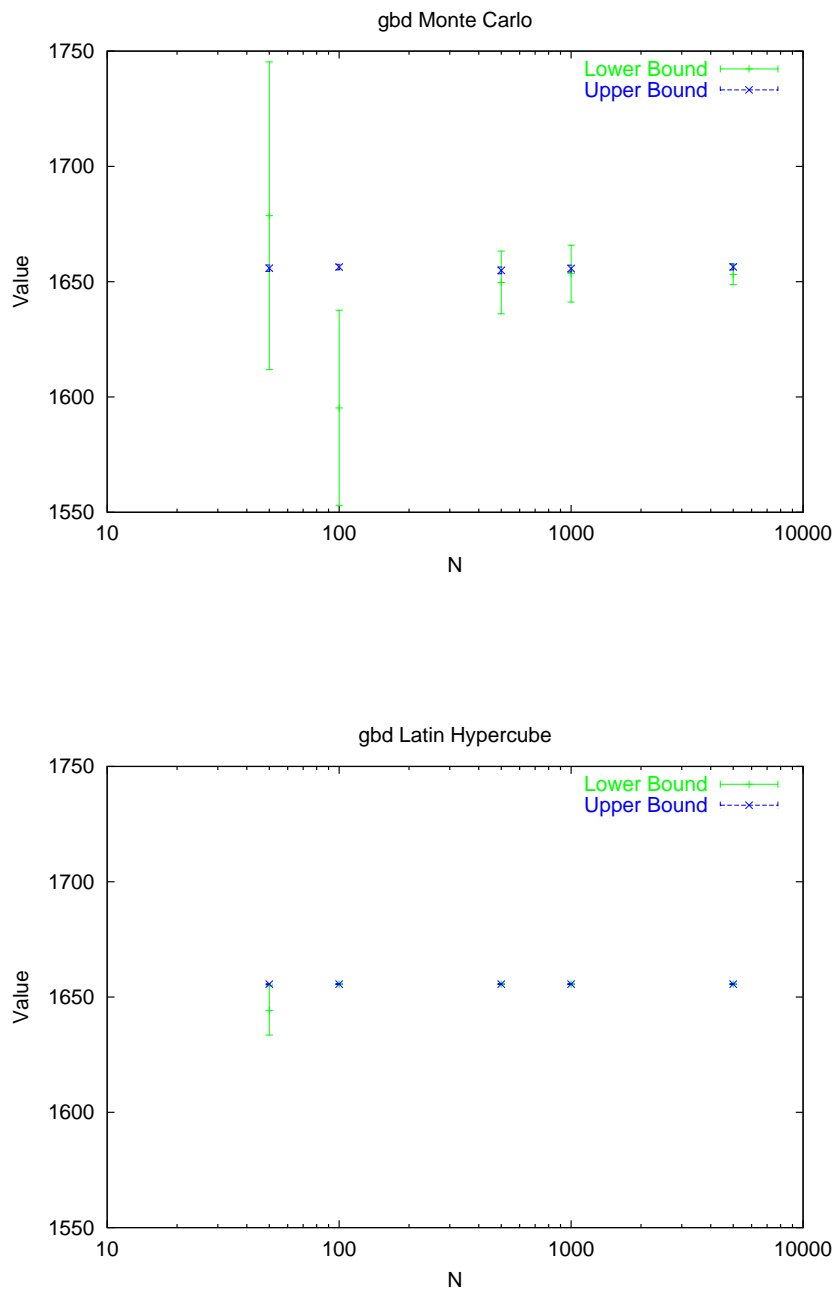 gbd Monte Carlo
1750
Lower Bound
Upper Bound
1700
Value
1650
1600
1550
10
100
1000
10000
N
gbd Latin Hypercube
1750
Lower Bound
Upper Bound
1700
Value
1650
1600
1550
10
100
1000
10000
N